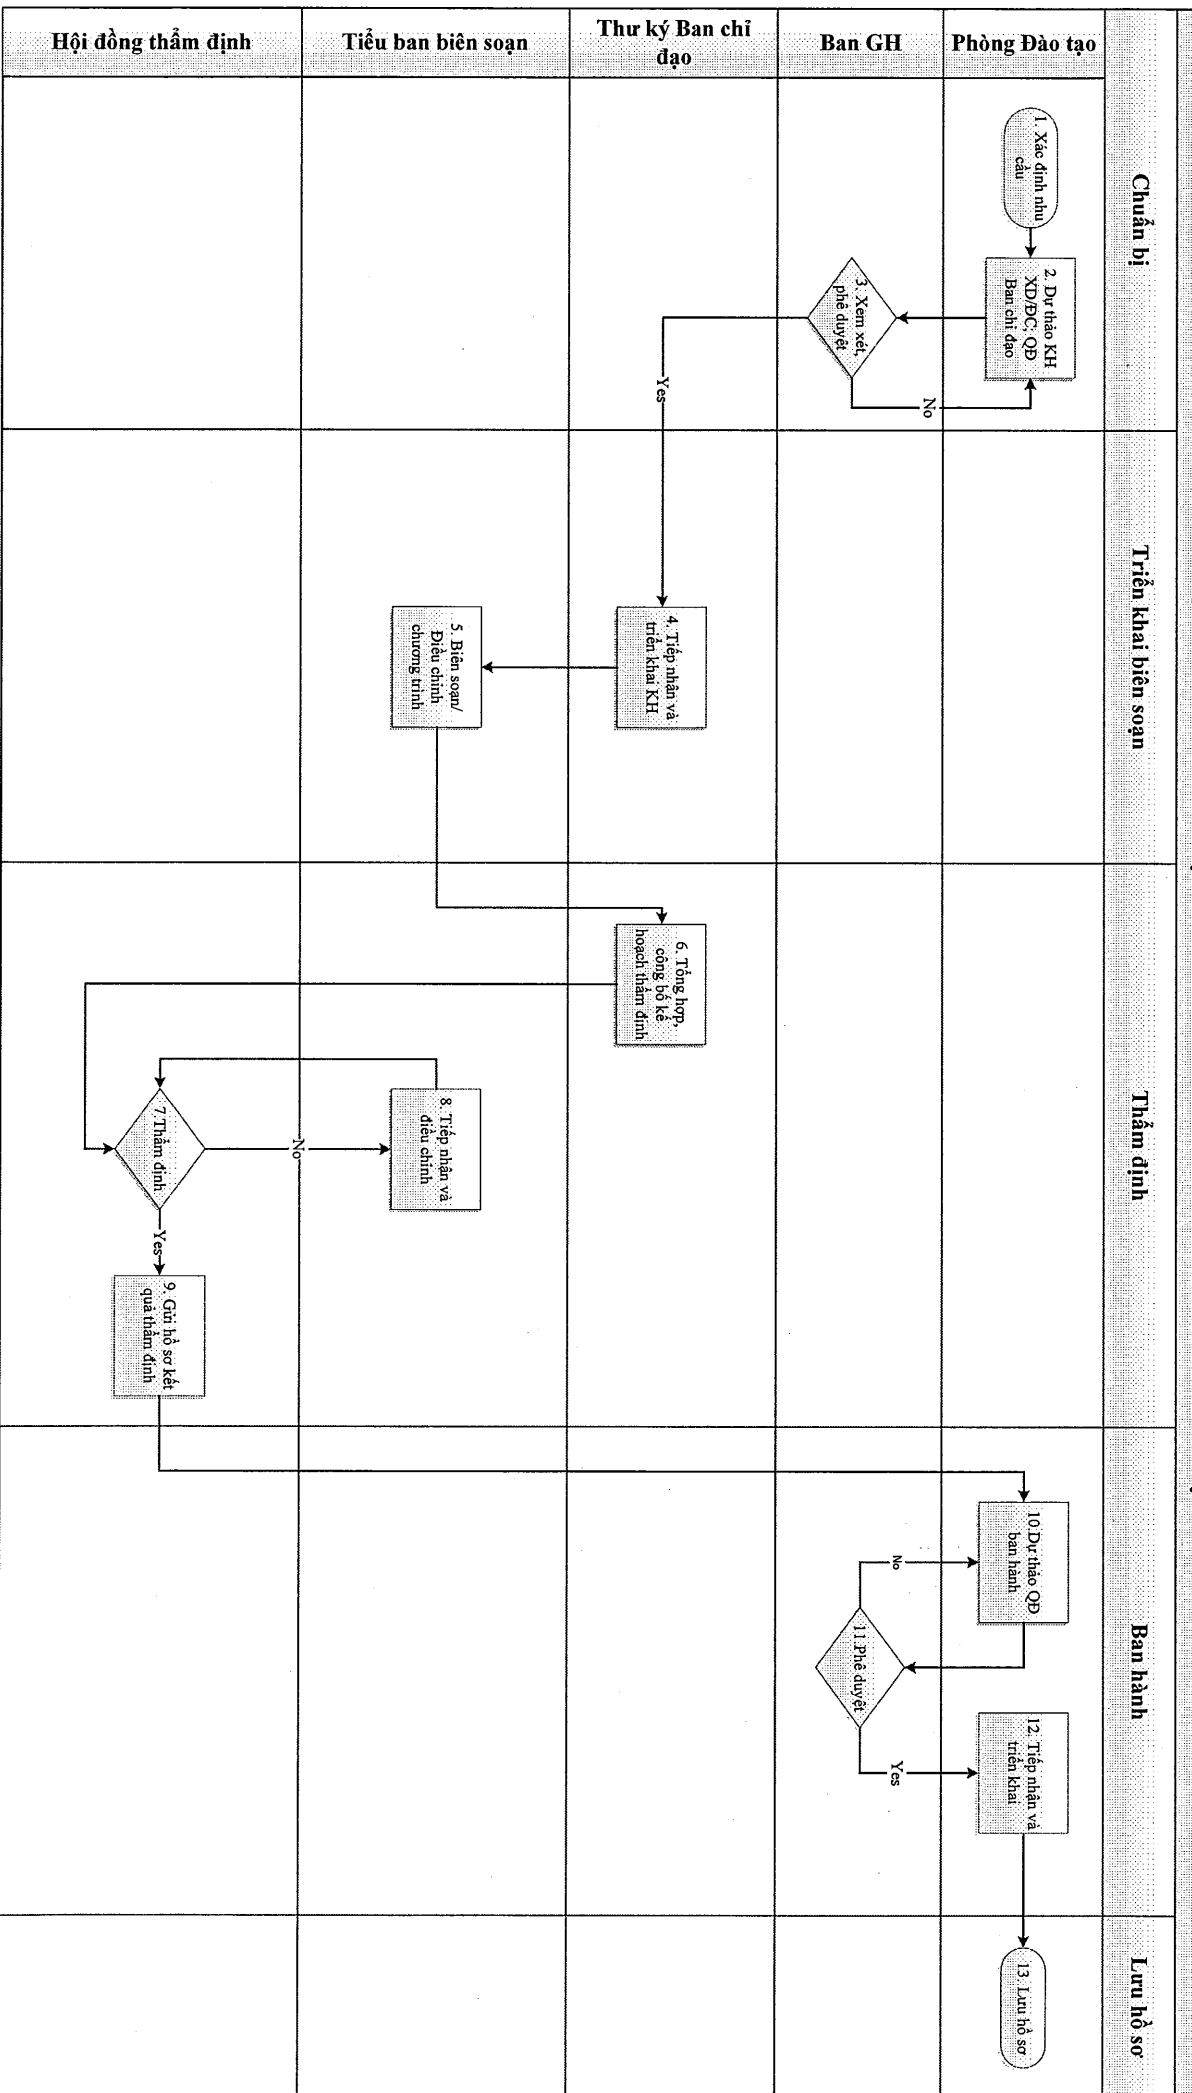 Hội đồng thẩm định
Tiểu ban biên soạn
Thư ký Ban chỉ
đạo
Ban GH
Phòng Đào tạo
Chuẩn bị
1. Xác định nhu
cầu
2. Dự thảo KH
XD/ĐC; QĐ
Ban chỉ đạo
3. Xem xét,
phê duyệt
No
Yes
Triển khai biên soạn
4. Tiếp nhận và
triển khai KH
5. Biên soạn/
Điều chỉnh
chương trình
Thẩm định
6. Tổng hợp,
công bố kế
hoạch thẩm định
7.Thẩm định
No
8. Tiếp nhận và
điều chỉnh
Yes
9. Gửi hồ sơ kết
quả thẩm định
Ban hành
10.Dự thảo QĐ
ban hành
No
11.Phê duyệt
Yes
12. Tiếp nhận và
triển khai
Lưu hồ sơ
13. Lưu hồ sơ